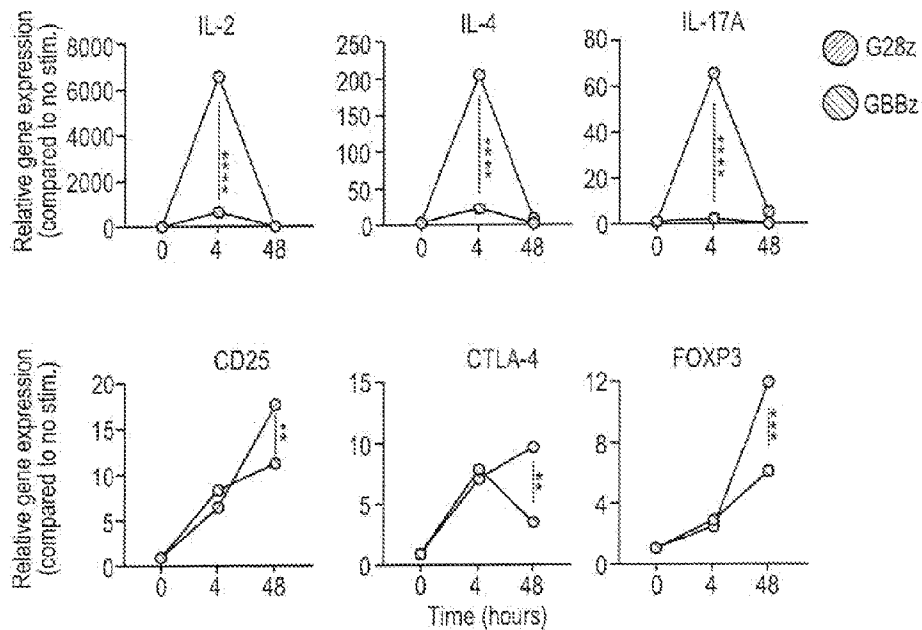 IL-2
IL-4
IL-17A
G28z
GBBz
Relative gene expression
(compared to no stim.)
8000
6000
4000
2000
0
****
0 4 48
250
200
150
100
50
0
****
0 4 48
80
60
40
20
0
****
0 4 48
CD25
CTLA-4
FOXP3
Relative gene expression
(compared to no stim.)
20
15
10
5
0
**
0 4 48
15
10
5
0
**
0 4 48
12
8
4
0
***
0 4 48
Time (hours)